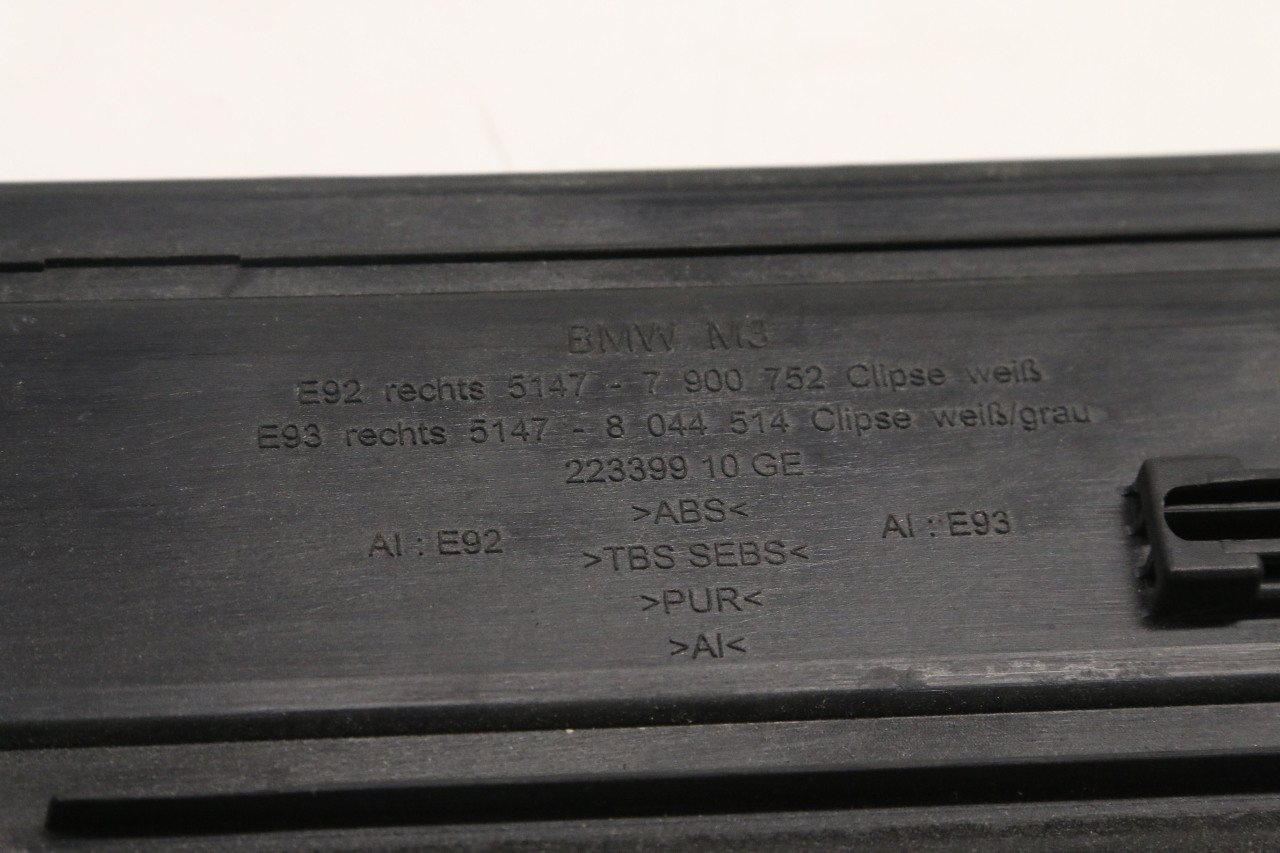 BMW M3
E92 rechts 5147 - 7 900 752 Clipse weiß
E93 rechts 5147 - 8 044 514 Clipse weiß/grau
223399 10 GE
>ABS<
AI : E92
AI : E93
>TBS SEBS<
>PUR<
>AI<